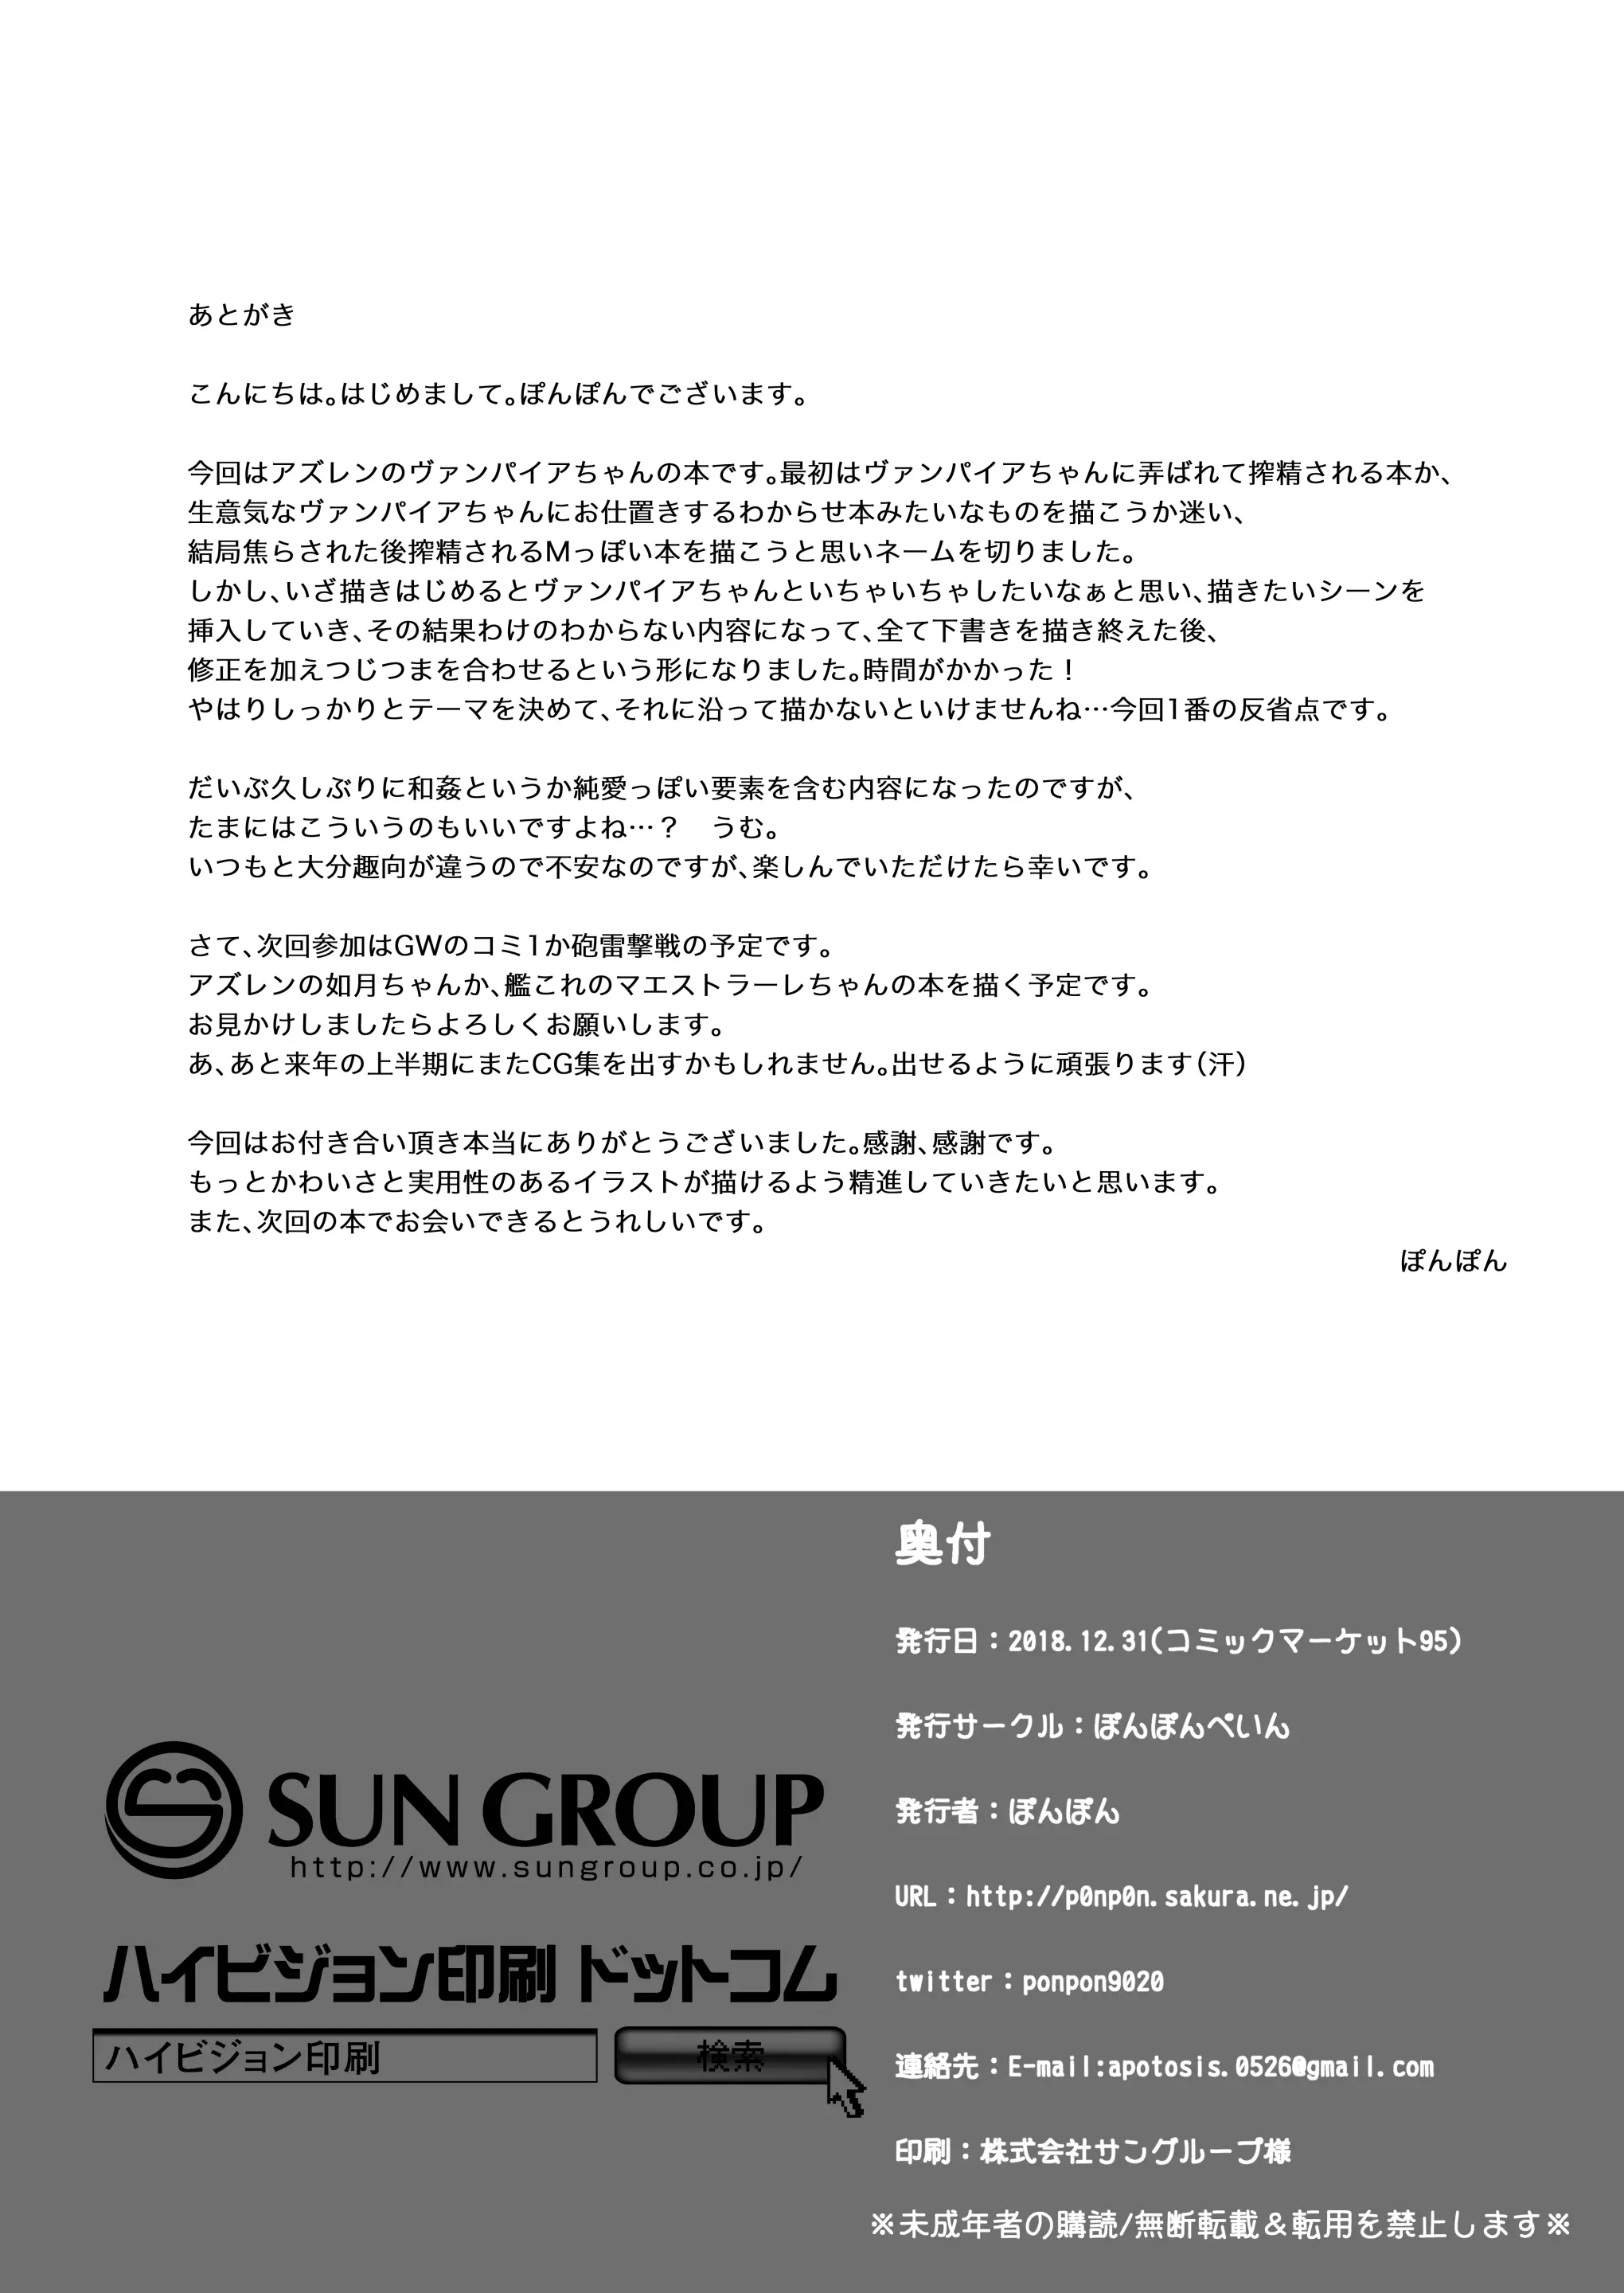 あとがき
こんにちは。はじめまして。ぽんぽんでございます。
今回はアズレンのヴァンパイアちゃんの本です。最初はヴァンパイアちゃんに弄ばれて搾精される本か、
生意気なヴァンパイアちゃんにお仕置きするわからせ本みたいなものを描こうか迷い、
結局焦らされた後搾精されるMっぽい本を描こうと思いネームを切りました。
しかし、いざ描きはじめるとヴァンパイアちゃんといちゃいちゃしたいなぁと思い、描きたいシーンを
挿入していき、その結果わけのわからない内容になって、全て下書きを描き終えた後、
修正を加えつじつまを合わせるという形になりました。時間がかかった！
やはりしっかりとテーマを決めて、それに沿って描かないといけませんね…今回1番の反省点です。
だいぶ久しぶりに和姦というか純愛っぽい要素を含む内容になったのですが、
たまにはこういうのもいいですよね…？　うむ。
いつもと大分趣向が違うので不安なのですが、楽しんでいただけたら幸いです。
さて、次回参加はGWのコミ1か砲雷撃戦の予定です。
アズレンの如月ちゃんか、艦これのマエストラーレちゃんの本を描く予定です。
お見かけしましたらよろしくお願いします。
あ、あと来年の上半期にまたCG集を出すかもしれません。出せるように頑張ります（汗）
今回はお付き合い頂き本当にありがとうございました。感謝、感謝です。
もっとかわいさと実用性のあるイラストが描けるよう精進していきたいと思います。
また、次回の本でお会いできるとうれしいです。
ぽんぽん
SUN GROUP
http://www.sungroup.co.jp/
ハイビジョン印刷 ドットコム
ハイビジョン印刷 検索
奥付
発行日：2018.12.31(コミックマーケット95)
発行サークル：ぽんぽんぺいん
発行者：ぽんぽん
URL：http://p0np0n.sakura.ne.jp/
twitter：ponpon9020
連絡先：E-mail:apotosis.0526@gmail.com
印刷：株式会社サングループ様
※未成年者の購読/無断転載＆転用を禁止します※